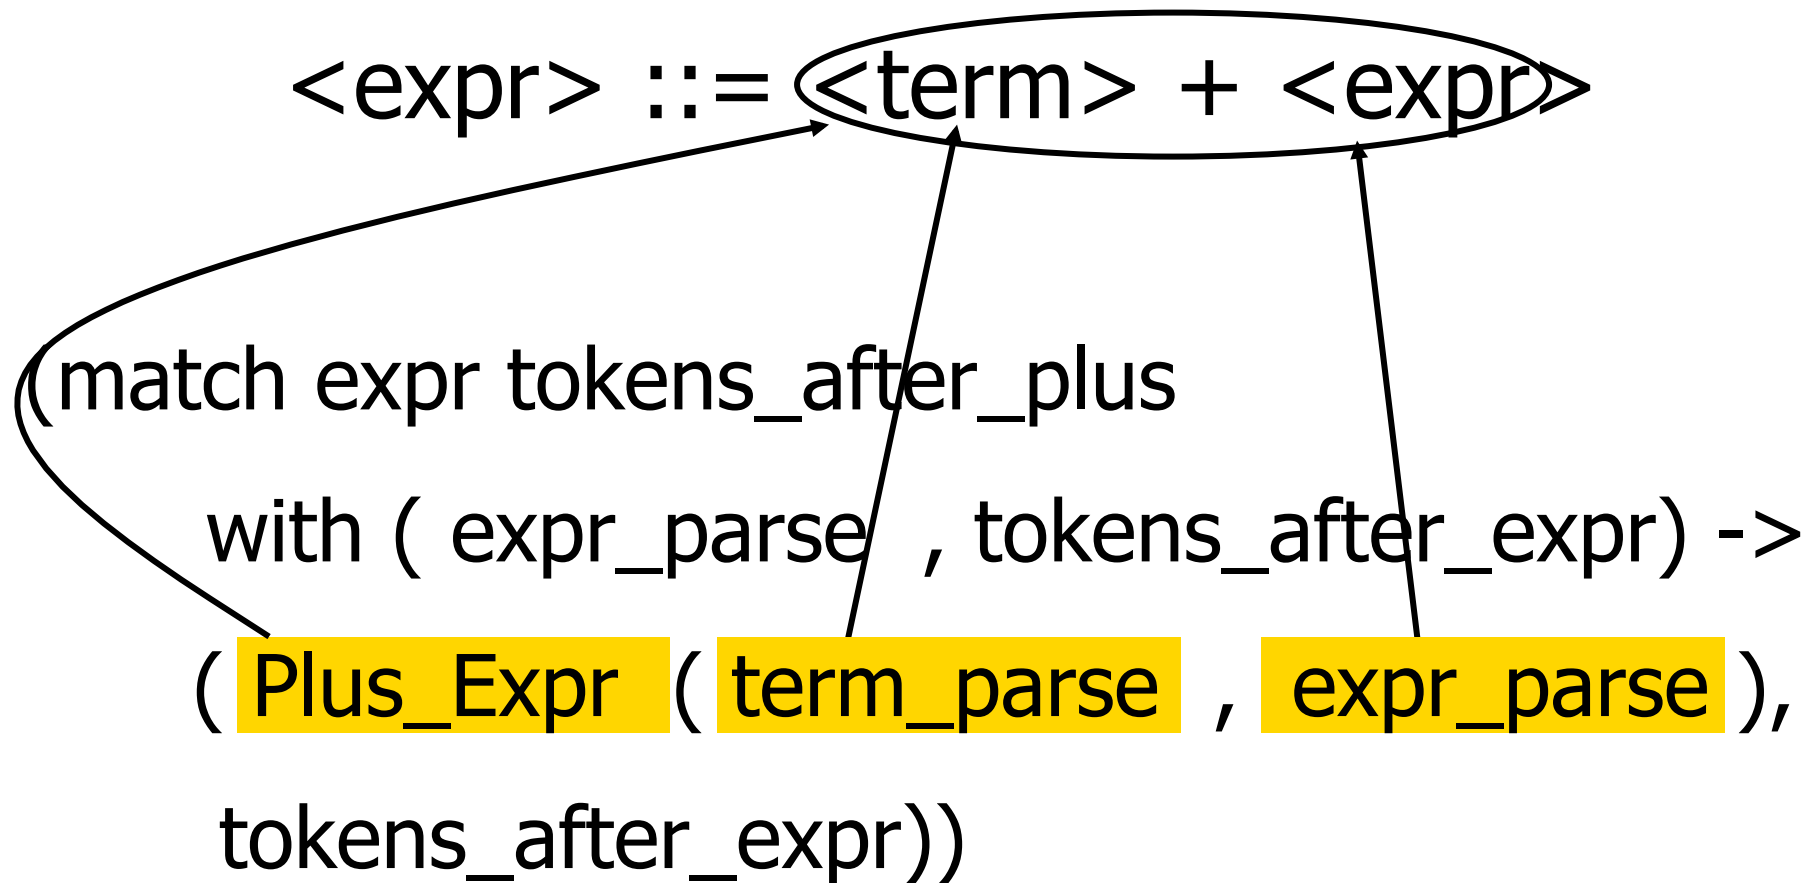 <expr> ::= <term> + <expr>
(match expr tokens_after_plus
with ( expr_parse , tokens_after_expr) ->
( Plus_Expr ( term_parse , expr_parse ),
tokens_after_expr))